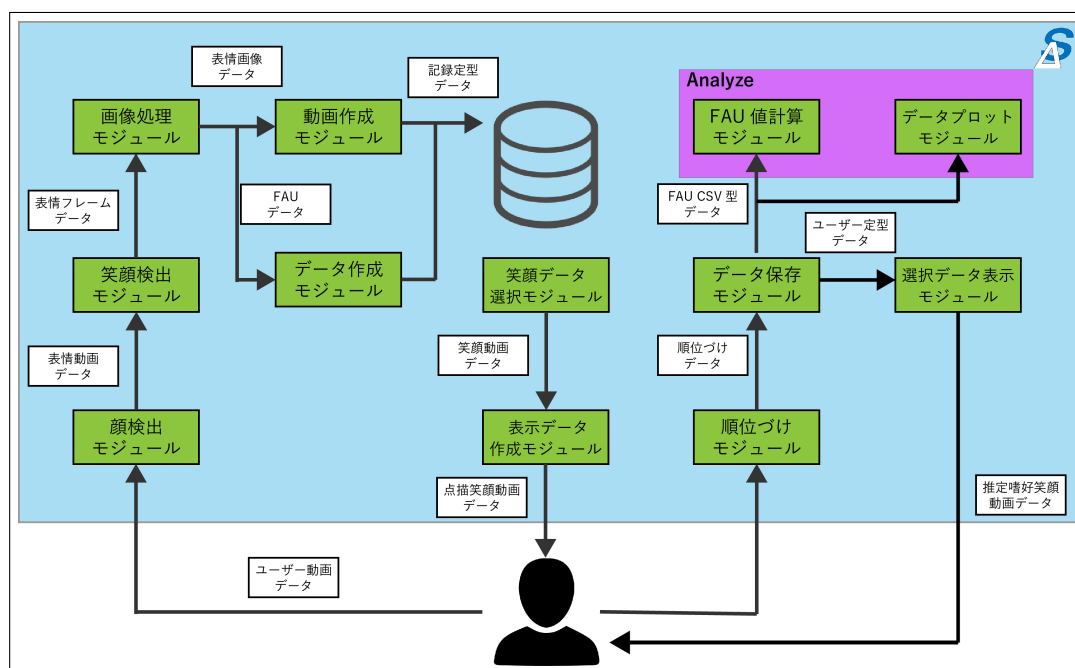 S
A
表情画像
データ
記録定型
データ
Analyze
画像処理
モジュール
動画作成
モジュール
FAU 値計算
モジュール
データプロット
モジュール
表情フレーム
データ
FAU
データ
FAU CSV 型
データ
ユーザー定型
データ
笑顔検出
モジュール
データ作成
モジュール
笑顔データ
選択モジュール
データ保存
モジュール
選択データ表示
モジュール
表情動画
データ
笑顔動画
データ
順位づけ
データ
顔検出
モジュール
表示データ
作成モジュール
順位づけ
モジュール
点描笑顔動画
データ
推定嗜好笑顔
動画データ
ユーザー動画
データ